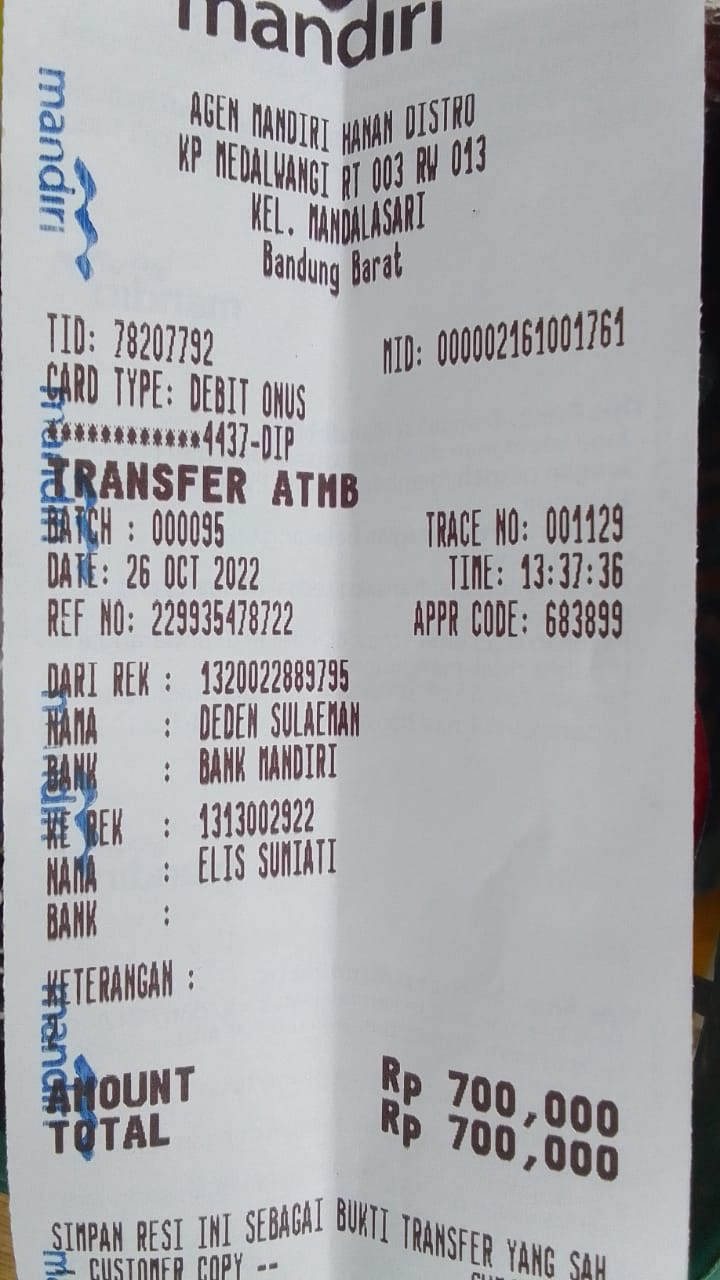 mandiri
AGEN MANDIRI HANAN DISTRO
KP MEDALWANGI RT 003 RW 013
KEL. MANDALASARI
Bandung Barat
TID: 78207792 MID: 000002161001761
CARD TYPE: DEBIT ONUS
************4437-DIP
TRANSFER ATMB
BATCH : 000095 TRACE NO: 001129
DATE: 26 OCT 2022 TIME: 13:37:36
REF NO: 229935478722 APPR CODE: 683899
DARI REK : 1320022889795
NAMA : DEDEN SULAEMAN
BANK : BANK MANDIRI
KE REK : 1313002922
NAMA : ELIS SUMIATI
BANK :
KETERANGAN :
AMOUNT Rp 700,000
TOTAL Rp 700,000
SIMPAN RESI INI SEBAGAI BUKTI TRANSFER YANG SAH
CUSTOMER COPY --
mandiri
mandiri
mandiri
mandiri